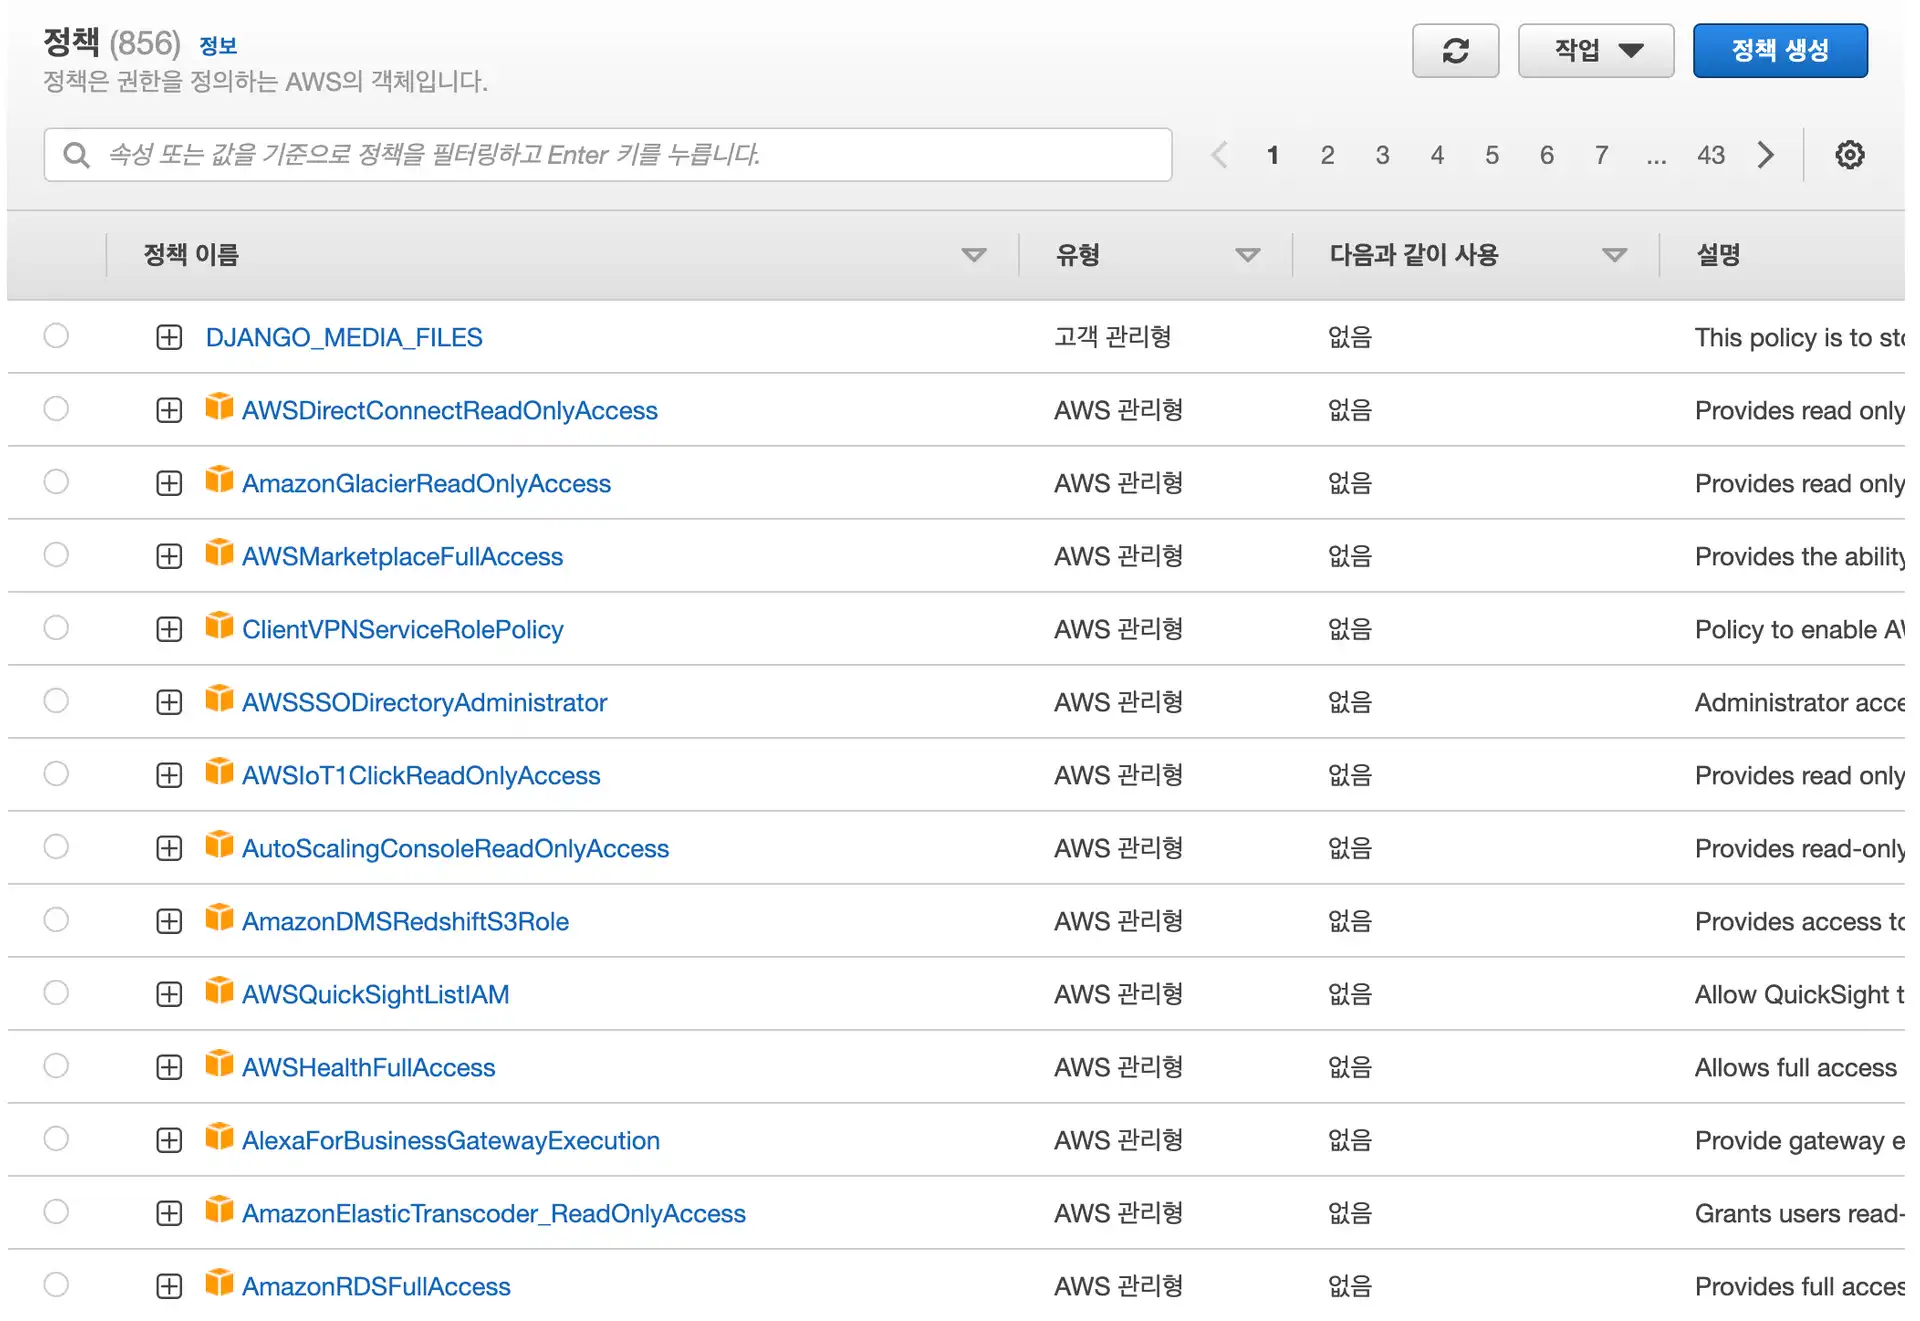 정책 (856) 정보
정책은 권한을 정의하는 AWS의 객체입니다.
작업
정책 생성
속성 또는 값을 기준으로 정책을 필터링하고 Enter 키를 누릅니다.
1 2 3 4 5 6 7 ... 43
정책 이름 유형 다음과 같이 사용 설명
DJANGO_MEDIA_FILES 고객 관리형 없음 This policy is to sto
AWSDirectConnectReadOnlyAccess AWS 관리형 없음 Provides read only
AmazonGlacierReadOnlyAccess AWS 관리형 없음 Provides read only
AWSMarketplaceFullAccess AWS 관리형 없음 Provides the ability
ClientVPNServiceRolePolicy AWS 관리형 없음 Policy to enable AW
AWSSSODirectoryAdministrator AWS 관리형 없음 Administrator acce
AWSIoT1ClickReadOnlyAccess AWS 관리형 없음 Provides read only
AutoScalingConsoleReadOnlyAccess AWS 관리형 없음 Provides read-only
AmazonDMSRedshiftS3Role AWS 관리형 없음 Provides access to
AWSQuickSightListIAM AWS 관리형 없음 Allow QuickSight t
AWSHealthFullAccess AWS 관리형 없음 Allows full access
AlexaForBusinessGatewayExecution AWS 관리형 없음 Provide gateway e
AmazonElasticTranscoder_ReadOnlyAccess AWS 관리형 없음 Grants users read-
AmazonRDSFullAccess AWS 관리형 없음 Provides full acces